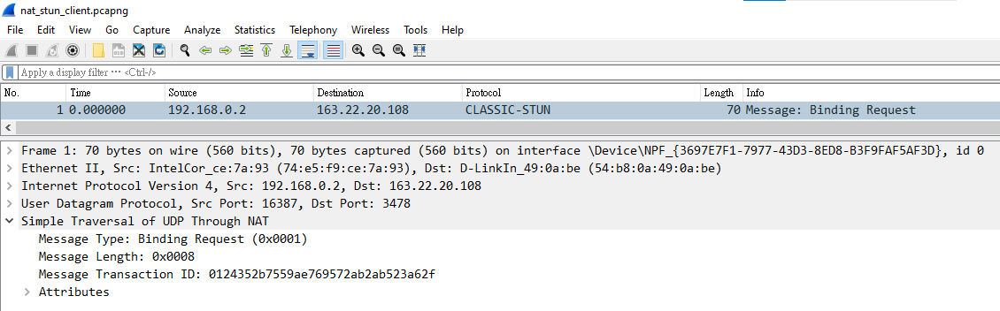 nat_stun_client.pcapng
File Edit View Go Capture Analyze Statistics Telephony Wireless Tools Help
Apply a display filter … <Ctrl-/>
No. Time Source Destination Protocol Length Info
1 0.000000 192.168.0.2 163.22.20.108 CLASSIC-STUN 70 Message: Binding Request
Frame 1: 70 bytes on wire (560 bits), 70 bytes captured (560 bits) on interface \Device\NPF_{3697E7F1-7977-43D3-8ED8-B3F9FAF5AF3D}, id 0
Ethernet II, Src: IntelCor_ce:7a:93 (74:e5:f9:ce:7a:93), Dst: D-LinkIn_49:0a:be (54:b8:0a:49:0a:be)
Internet Protocol Version 4, Src: 192.168.0.2, Dst: 163.22.20.108
User Datagram Protocol, Src Port: 16387, Dst Port: 3478
Simple Traversal of UDP Through NAT
Message Type: Binding Request (0x0001)
Message Length: 0x0008
Message Transaction ID: 0124352b7559ae769572ab2ab523a62f
Attributes